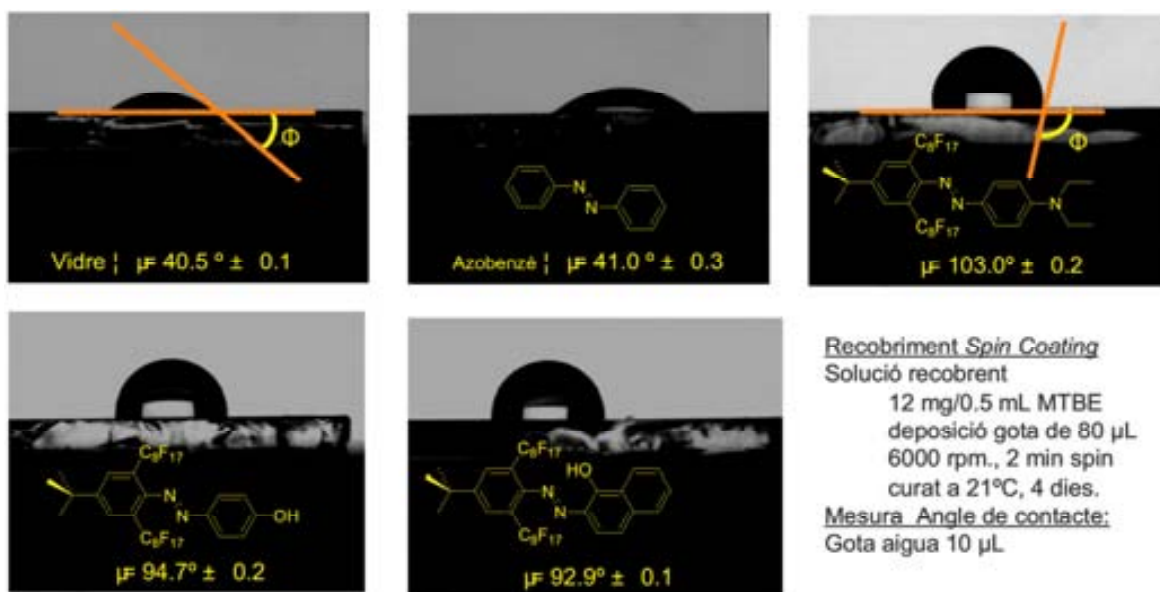 Φ
Vidre ¦ µ= 40.5 º ± 0.1
N
N
Azobenzé ¦ µ= 41.0 º ± 0.3
Φ
C₈F₁₇
N
N
N
C₈F₁₇
µ= 103.0º ± 0.2
C₈F₁₇
N
N
OH
C₈F₁₇
µ= 94.7º ± 0.2
C₈F₁₇
HO
N
N
C₈F₁₇
µ= 92.9º ± 0.1
Recobriment Spin Coating
Solució recobrent
12 mg/0.5 mL MTBE
deposició gota de 80 µL
6000 rpm., 2 min spin
curat a 21ºC, 4 dies.
Mesura Angle de contacte:
Gota aigua 10 µL